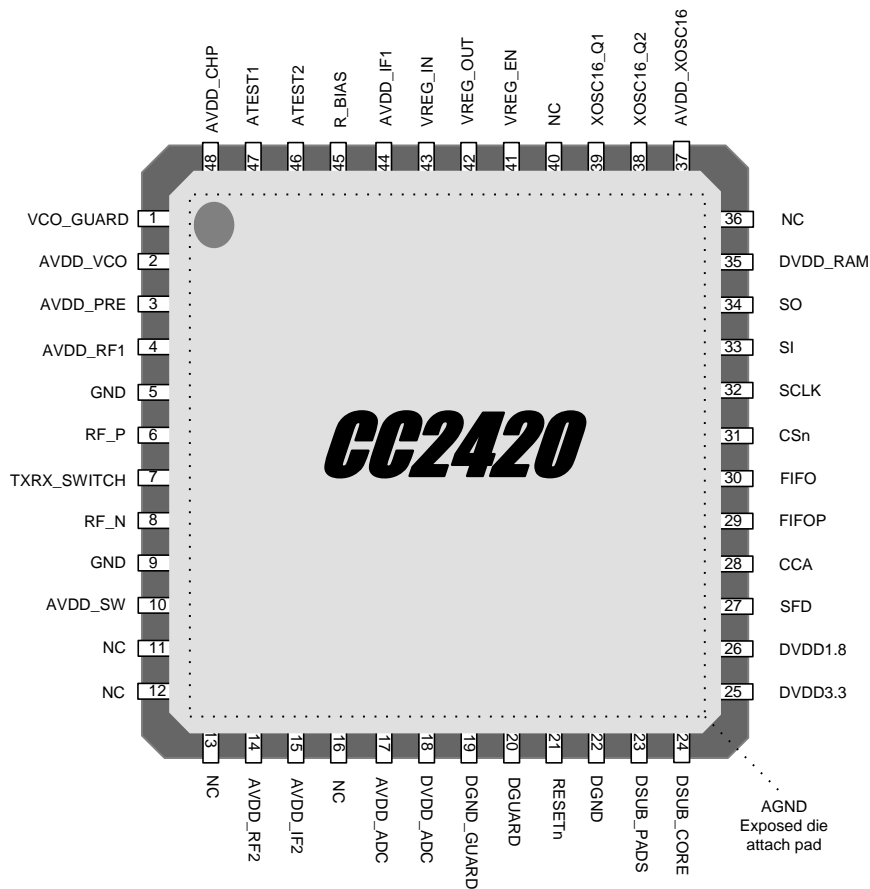 AVDD_CHP
ATEST1
ATEST2
R_BIAS
AVDD_IF1
VREG_IN
VREG_OUT
VREG_EN
NC
XOSC16_Q1
XOSC16_Q2
AVDD_XOSC16
48
47
46
45
44
43
42
41
40
39
38
37
VCO_GUARD 1
AVDD_VCO 2
AVDD_PRE 3
AVDD_RF1 4
GND 5
RF_P 6
TXRX_SWITCH 7
RF_N 8
GND 9
AVDD_SW 10
NC 11
NC 12
CC2420
36 NC
35 DVDD_RAM
34 SO
33 SI
32 SCLK
31 CSn
30 FIFO
29 FIFOP
28 CCA
27 SFD
26 DVDD1.8
25 DVDD3.3
13
14
15
16
17
18
19
20
21
22
23
24
NC
AVDD_RF2
AVDD_IF2
NC
AVDD_ADC
DVDD_ADC
DGND_GUARD
DGUARD
RESETn
DGND
DSUB_PADS
DSUB_CORE
AGND
Exposed die
attach pad